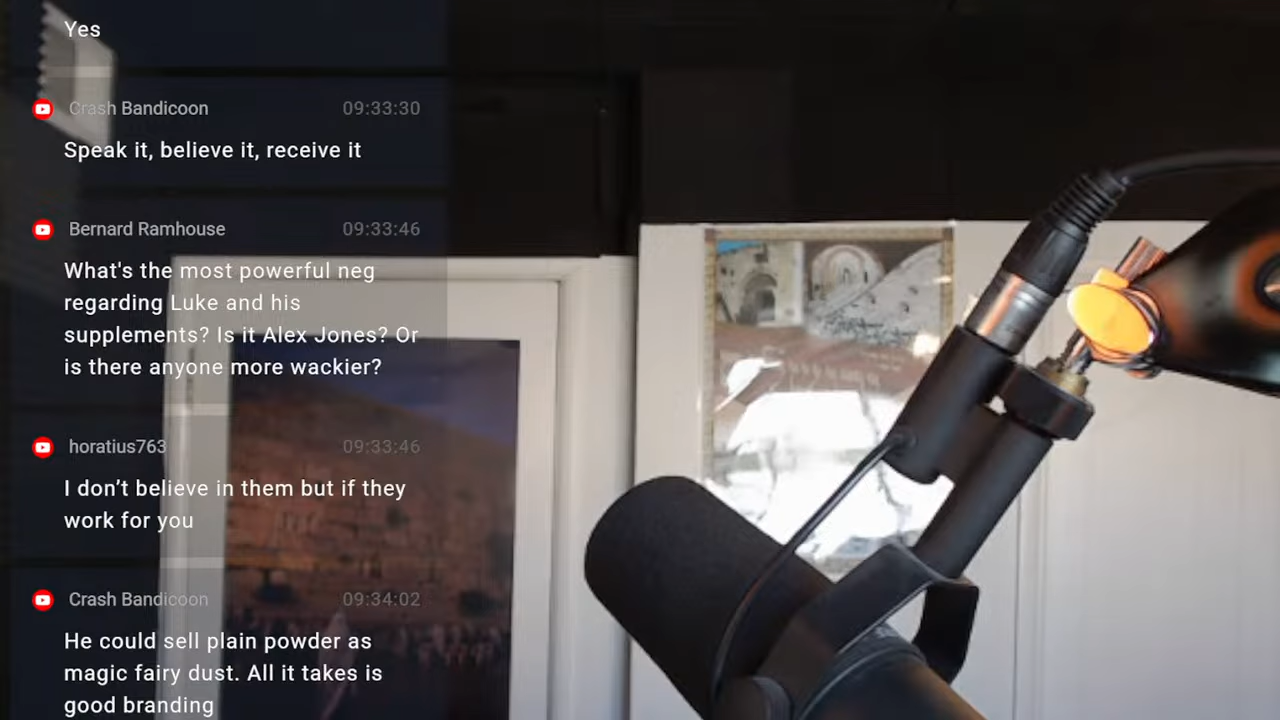 Yes
Crash Bandicoon 09:33:30
Speak it, believe it, receive it
Bernard Ramhouse 09:33:46
What's the most powerful neg
regarding Luke and his
supplements? Is it Alex Jones? Or
is there anyone more wackier?
horatius763 09:33:46
I don’t believe in them but if they
work for you
Crash Bandicoon 09:34:02
He could sell plain powder as
magic fairy dust. All it takes is
good branding